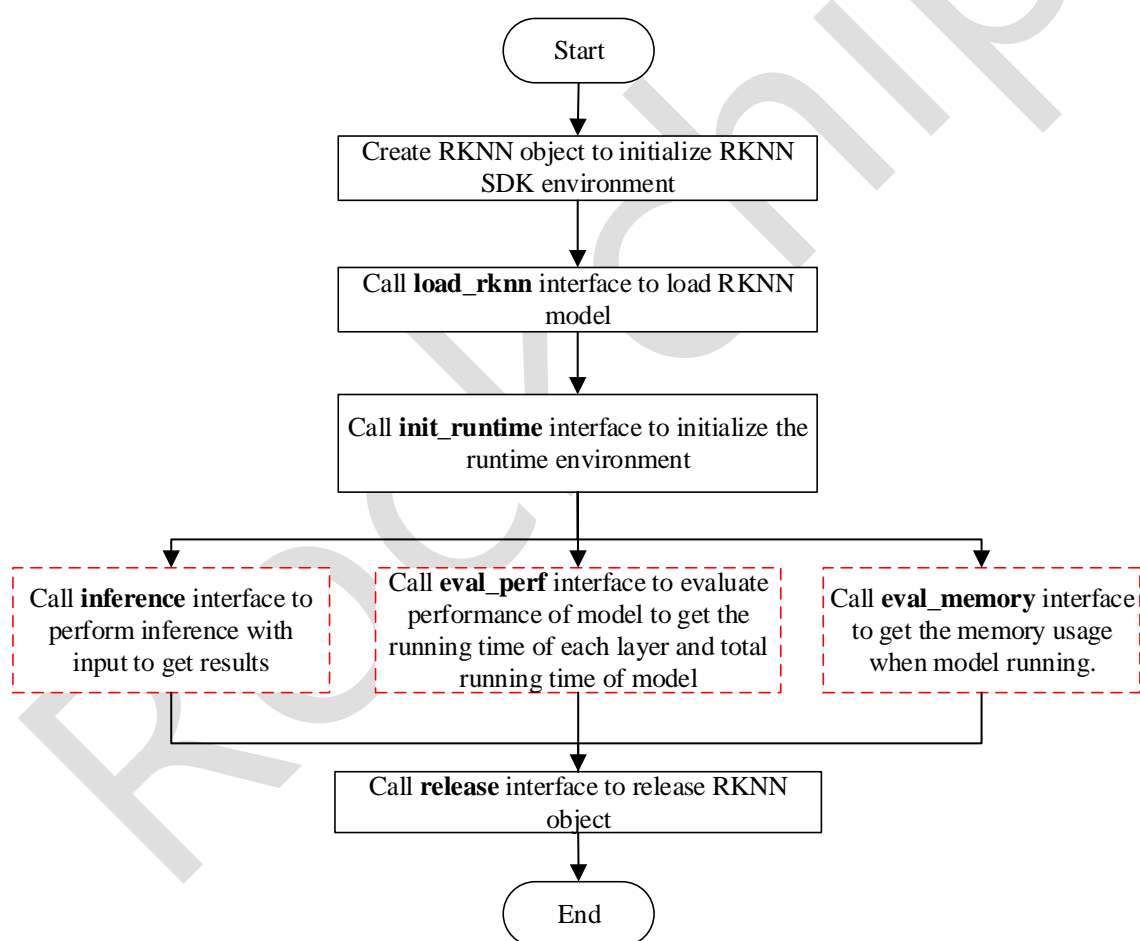 Start
Create RKNN object to initialize RKNN
SDK environment
Call load_rknn interface to load RKNN
model
Call init_runtime interface to initialize the
runtime environment
Call inference interface to
perform inference with
input to get results
Call eval_perf interface to evaluate
performance of model to get the
running time of each layer and total
running time of model
Call eval_memory interface
to get the memory usage
when model running.
Call release interface to release RKNN
object
End
Rockchip